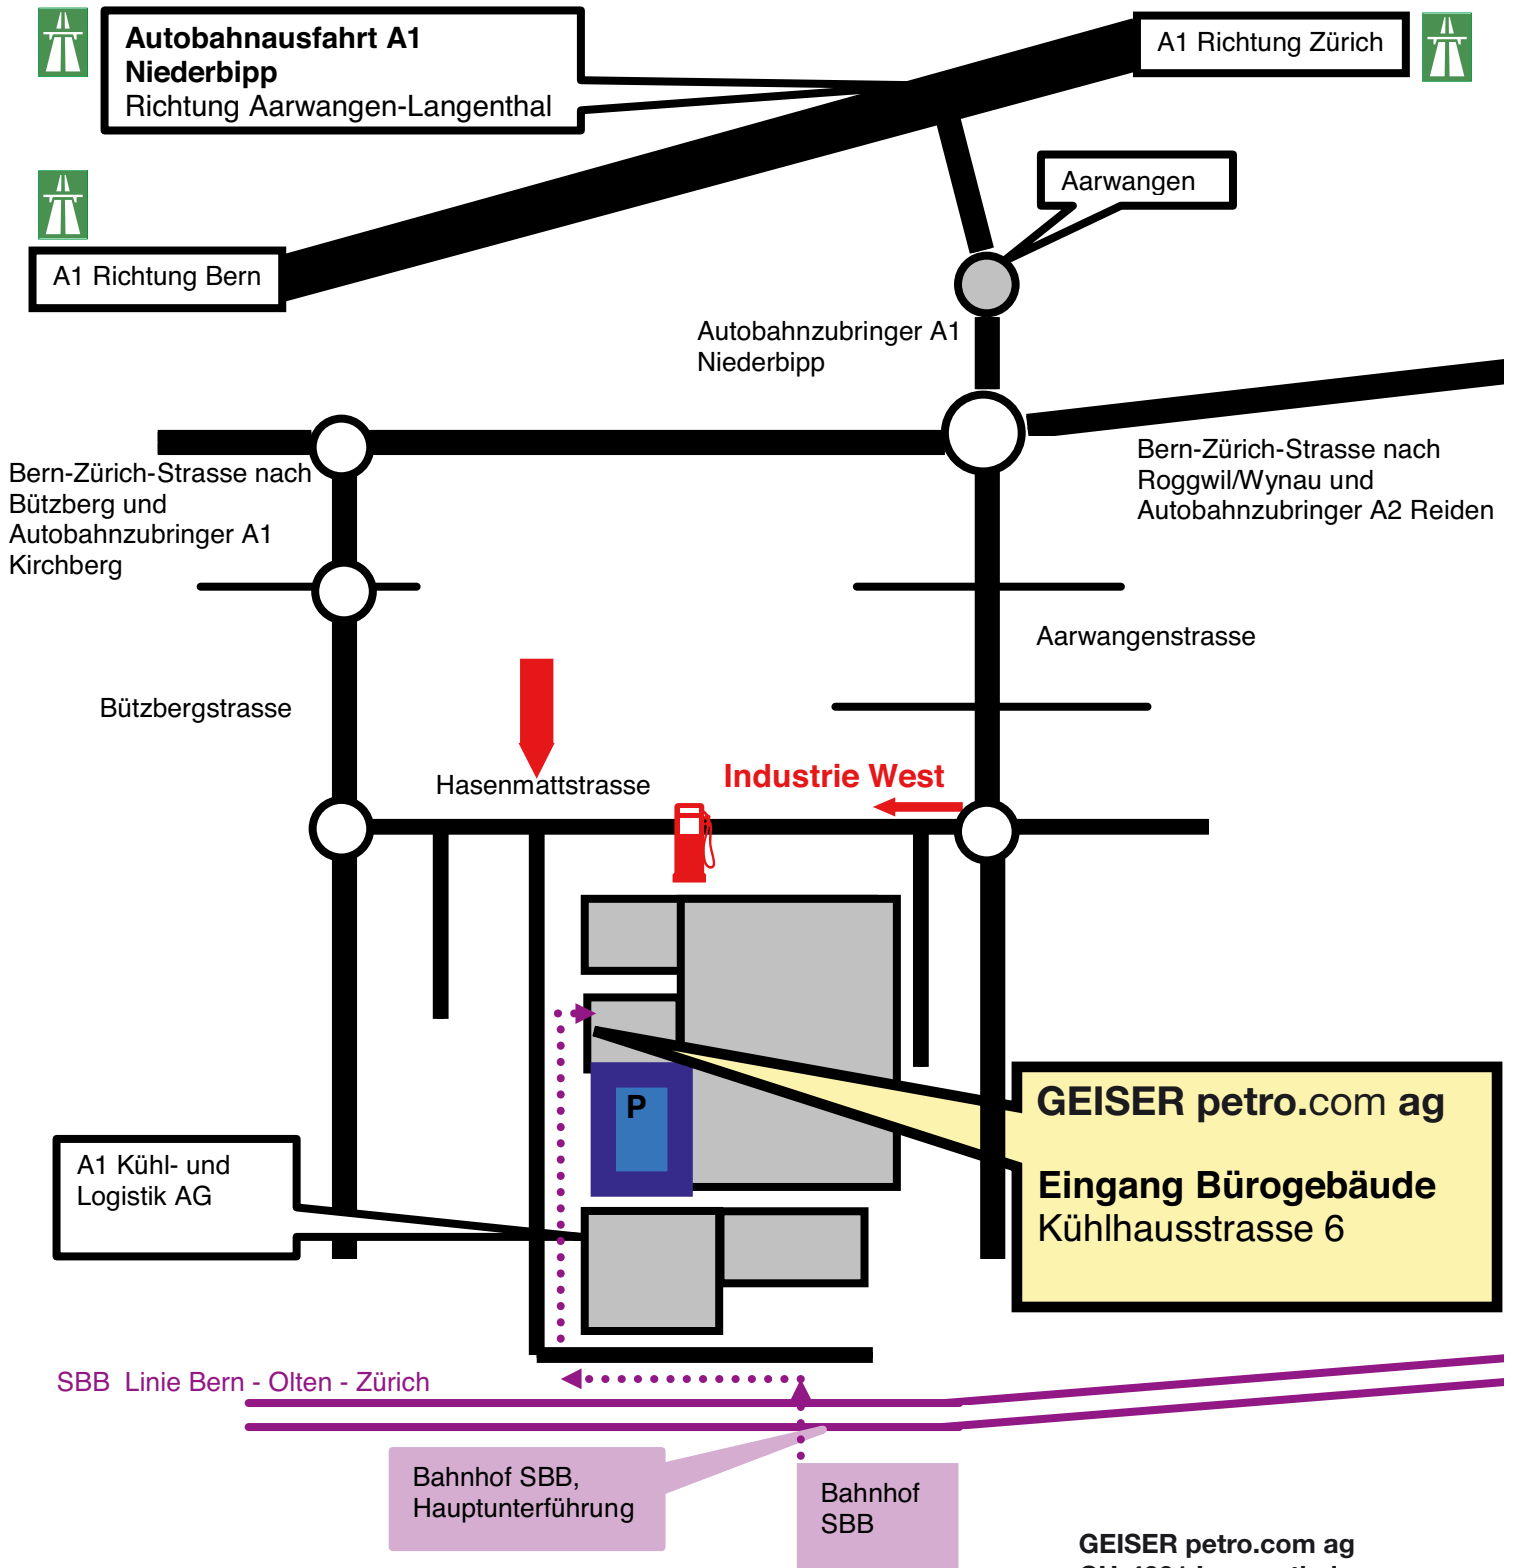 Autobahnausfahrt A1
Niederbipp
Richtung Aarwangen-Langenthal
A1 Richtung Zürich
Aarwangen
A1 Richtung Bern
Autobahnzubringer A1
Niederbipp
Bern-Zürich-Strasse nach
Bützberg und
Autobahnzubringer A1
Kirchberg
Bern-Zürich-Strasse nach
Roggwil/Wynau und
Autobahnzubringer A2 Reiden
Aarwangenstrasse
Bützbergstrasse
Hasenmattstrasse
Industrie West
P
GEISER petro.com ag
Eingang Bürogebäude
Kühlhausstrasse 6
A1 Kühl- und
Logistik AG
SBB Linie Bern - Olten - Zürich
Bahnhof SBB,
Hauptunterführung
Bahnhof
SBB
GEISER petro.com ag